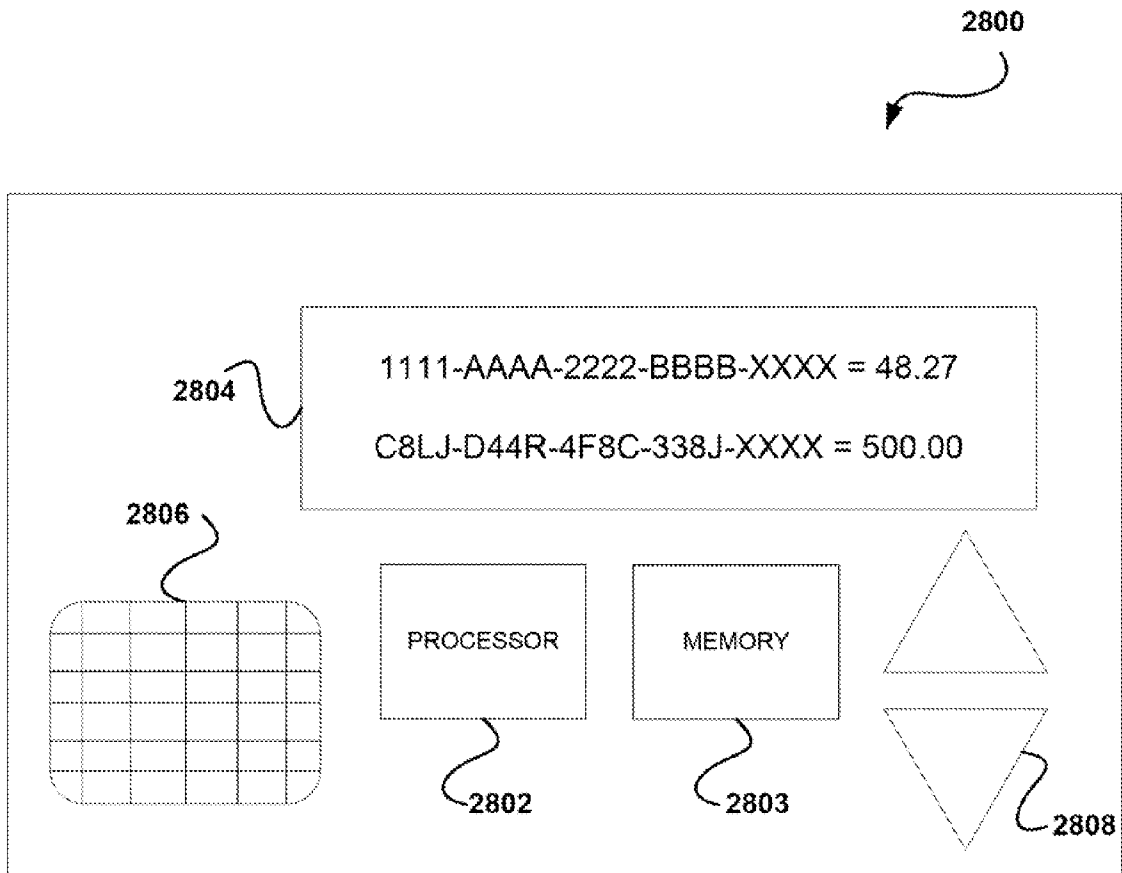 2800
1111-AAAA-2222-BBBB-XXXX = 48.27
2804
C8LJ-D44R-4F8C-338J-XXXX = 500.00
2806
PROCESSOR
MEMORY
2802
2803
2808